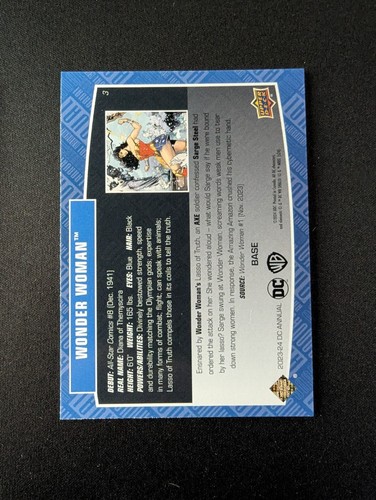 WONDER WOMAN™
3
DEBUT: All-Star Comics #8 (Dec. 1941)
REAL NAME: Diana of Themyscira
HEIGHT: 6'0" WEIGHT: 165 lbs. EYES: Blue HAIR: Black
POWERS/ABILITIES: Divinely bestowed strength, speed
and durability matching the Olympian gods; expertise
in many forms of combat; flight; can speak with animals;
Lasso of Truth compels those in its coils to tell the truth.
Ensnared by Wonder Woman's Lasso of Truth, an AXE soldier confessed Sarge Steel had
ordered the attack on her. She wondered aloud – what would Sarge say if he were bound
by her lasso? Sarge swung at Wonder Woman, screaming words weak men use to tear
down strong women. In response, the Amazing Amazon crushed his cybernetic hand.
SOURCE: Wonder Woman #1 (Nov. 2023)
BASE
2023-24 DC ANNUAL
DC
WB
UPPER DECK